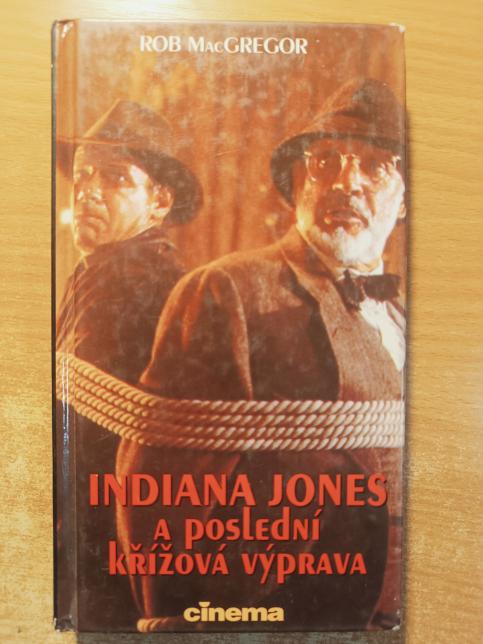 ROB MacGREGOR
INDIANA JONES
a poslední
křížová výprava
cinema